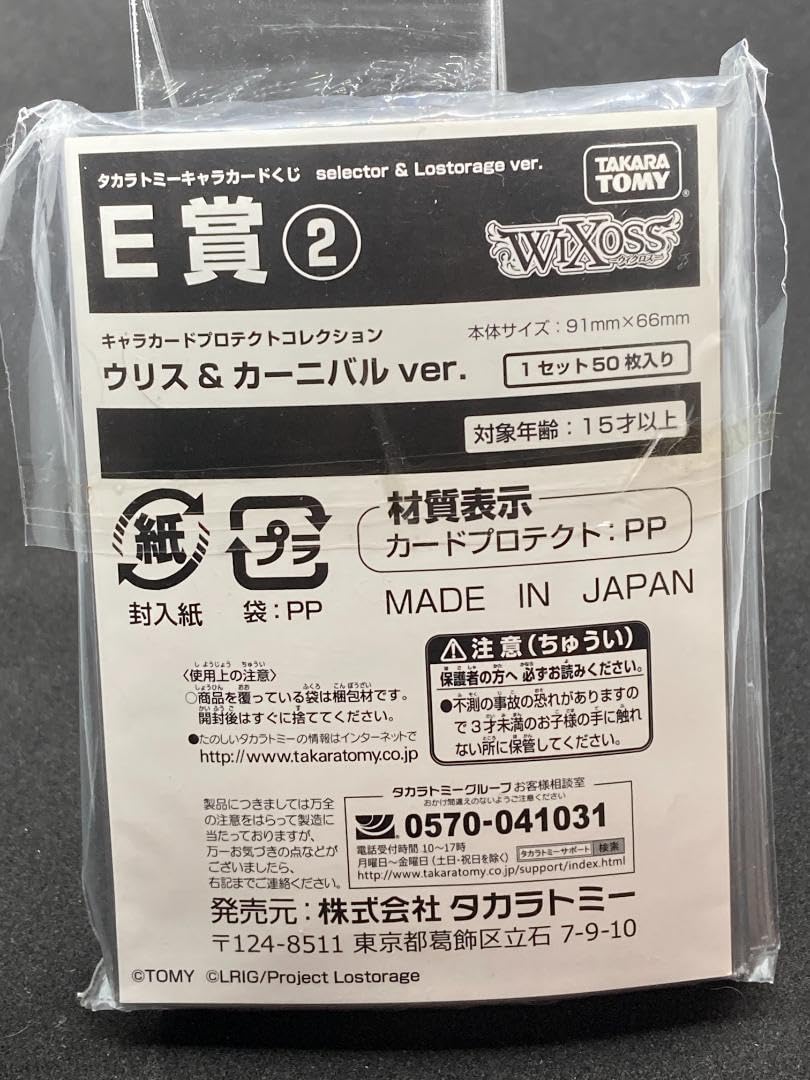 タカラトミーキャラカードくじ selector & Lostorage ver.
TAKARA
TOMY
E賞②
WIXOSS
ウィクロス
キャラカードプロテクトコレクション
本体サイズ：91mm×66mm
ウリス＆カーニバル ver.
1セット50枚入り
対象年齢：15才以上
紙
プラ
封入紙
袋：PP
材質表示
カードプロテクト：PP
MADE IN JAPAN
〈使用上の注意〉
○商品を覆っている袋は梱包材です。
開封後はすぐに捨ててください。
●たのしいタカラトミーの情報はインターネットで
http://www.takaratomy.co.jp
⚠注意(ちゅうい)
保護者の方へ 必ずお読みください。
●不測の事故の恐れがありますの
で3才未満のお子様の手に触れ
ない所に保管してください。
製品につきましては万全
の注意をはらって製造に
当たっておりますが、
万一お気づきの点などが
ございましたら、
右記までご連絡ください。
タカラトミーグループ お客様相談室
おかけ間違えのないようご注意ください
0570-041031
電話受付時間 10〜17時
月曜日〜金曜日 (土日・祝日を除く)
タカラトミーサポート 検索
http://www.takaratomy.co.jp/support/index.html
発売元：株式会社 タカラトミー
〒124-8511 東京都葛飾区立石 7-9-10
©TOMY ©LRIG/Project Lostorage